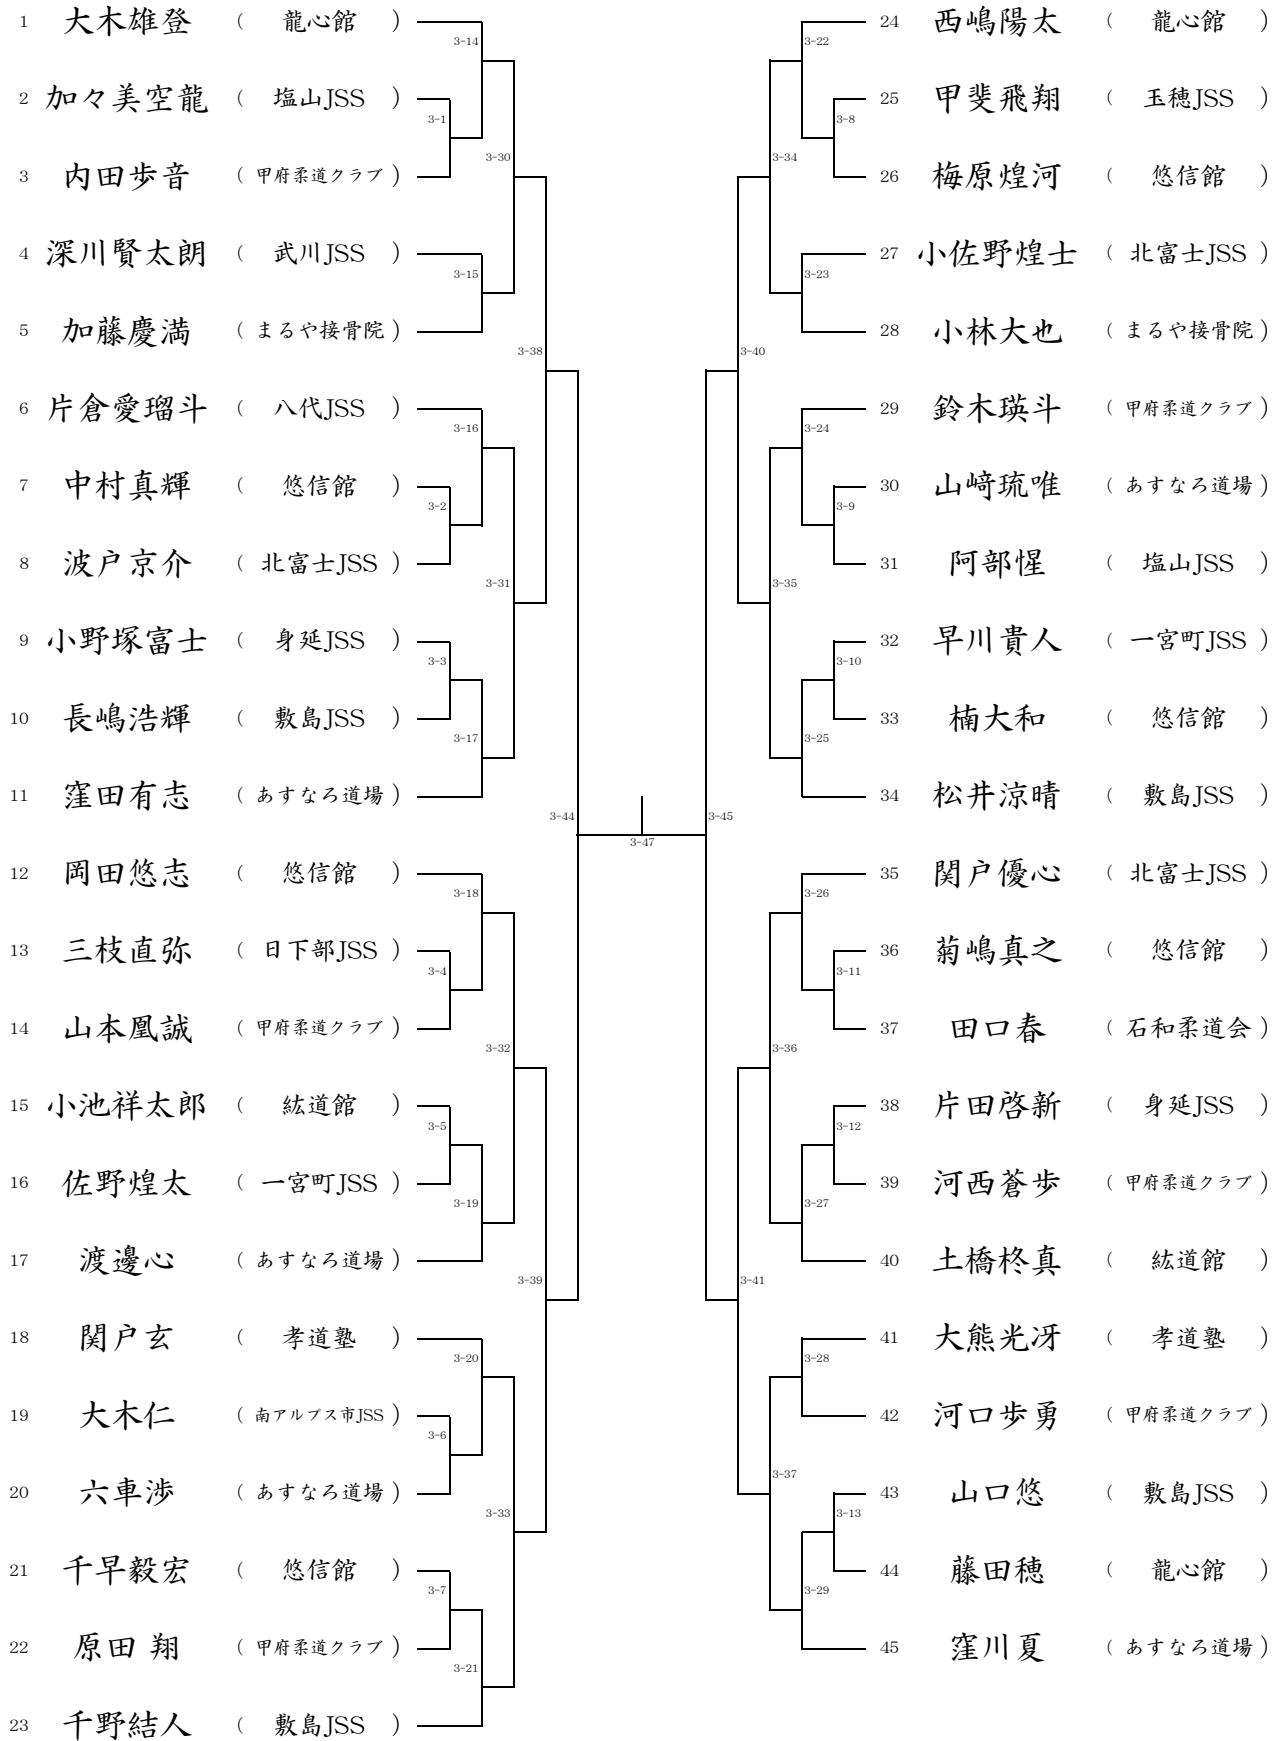 1 大木雄登 ( 龍心館 )
2 加々美空龍 ( 塩山JSS )
3 内田歩音 ( 甲府柔道クラブ )
4 深川賢太朗 ( 武川JSS )
5 加藤慶満 ( まるや接骨院 )
6 片倉愛瑠斗 ( 八代JSS )
7 中村真輝 ( 悠信館 )
8 波戸京介 ( 北富士JSS )
9 小野塚富士 ( 身延JSS )
10 長嶋浩輝 ( 敷島JSS )
11 窪田有志 ( あすなろ道場 )
12 岡田悠志 ( 悠信館 )
13 三枝直弥 ( 日下部JSS )
14 山本凰誠 ( 甲府柔道クラブ )
15 小池祥太郎 ( 紘道館 )
16 佐野煌太 ( 一宮町JSS )
17 渡邊心 ( あすなろ道場 )
18 関戸玄 ( 孝道塾 )
19 大木仁 ( 南アルプス市JSS )
20 六車渉 ( あすなろ道場 )
21 千早毅宏 ( 悠信館 )
22 原田 翔 ( 甲府柔道クラブ )
23 千野結人 ( 敷島JSS )
3-14
3-1
3-30
3-15
3-38
3-16
3-2
3-31
3-3
3-17
3-44
3-18
3-4
3-32
3-5
3-19
3-39
3-20
3-6
3-33
3-7
3-21
3-47
24 西嶋陽太 ( 龍心館 )
25 甲斐飛翔 ( 玉穂JSS )
26 梅原煌河 ( 悠信館 )
27 小佐野煌士 ( 北富士JSS )
28 小林大也 ( まるや接骨院 )
29 鈴木瑛斗 ( 甲府柔道クラブ )
30 山﨑琉唯 ( あすなろ道場 )
31 阿部惺 ( 塩山JSS )
32 早川貴人 ( 一宮町JSS )
33 楠大和 ( 悠信館 )
34 松井涼晴 ( 敷島JSS )
35 関戸優心 ( 北富士JSS )
36 菊嶋真之 ( 悠信館 )
37 田口春 ( 石和柔道会 )
38 片田啓新 ( 身延JSS )
39 河西蒼歩 ( 甲府柔道クラブ )
40 土橋柊真 ( 紘道館 )
41 大熊光冴 ( 孝道塾 )
42 河口歩勇 ( 甲府柔道クラブ )
43 山口悠 ( 敷島JSS )
44 藤田穂 ( 龍心館 )
45 窪川夏 ( あすなろ道場 )
3-22
3-8
3-34
3-23
3-40
3-24
3-9
3-35
3-10
3-25
3-45
3-26
3-11
3-36
3-12
3-27
3-41
3-28
3-37
3-13
3-29